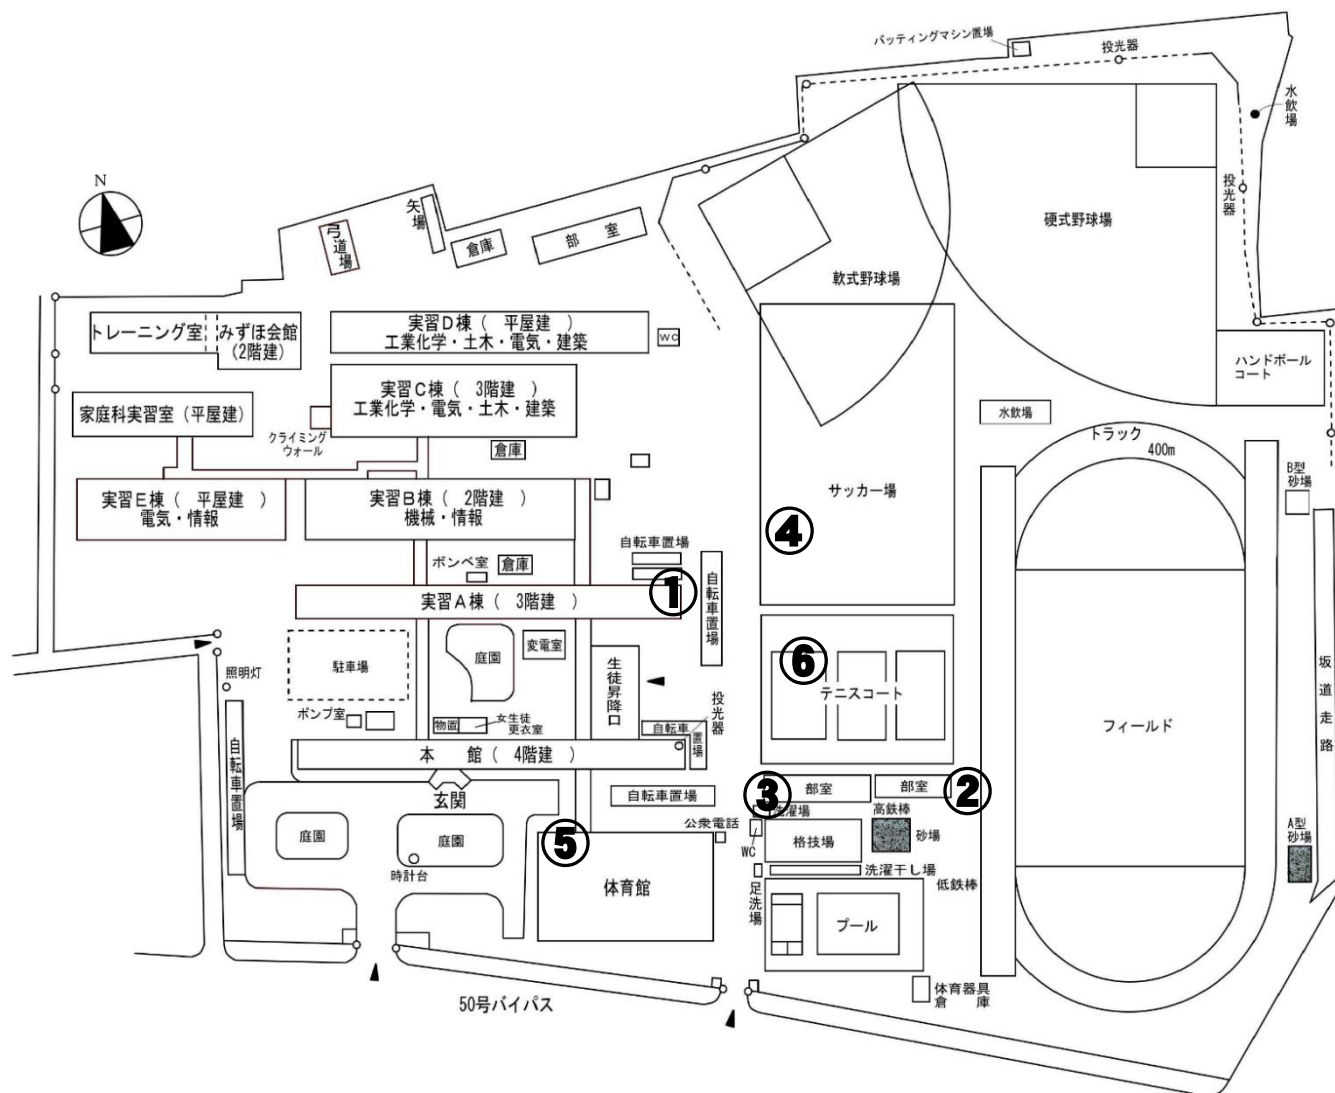 バッティングマシン置場
投光器
水飲場
N
矢場
弓道場
倉庫
部 室
投光器
硬式野球場
軟式野球場
トレーニング室
みずほ会館
(2階建)
実習D棟( 平屋建 )
工業化学・土木・電気・建築
WC
ハンドボール
コート
実習C棟( 3階建 )
工業化学・電気・土木・建築
家庭科実習室(平屋建)
クライミング
ウォール
倉庫
水飲場
トラック
400m
B型
砂場
実習E棟( 平屋建 )
電気・情報
実習B棟( 2階建 )
機械・情報
サッカー場
④
自転車置場
ボンベ室
倉庫
①
自転車置場
実習A棟( 3階建 )
駐車場
庭園
変電室
生徒昇降口
⑥
テニスコート
照明灯
ポンプ室
物置
女生徒
更衣室
投光器
自転車
置場
フィールド
坂道走路
自転車置場
本 館( 4階建 )
玄関
自転車置場
③
部室
部室
②
庭園
庭園
時計台
⑤
公衆電話
洗濯場
WC
格技場
高鉄棒
砂場
A型
砂場
体育館
足洗場
洗濯干し場
低鉄棒
プール
体育器具
倉 庫
50号バイパス